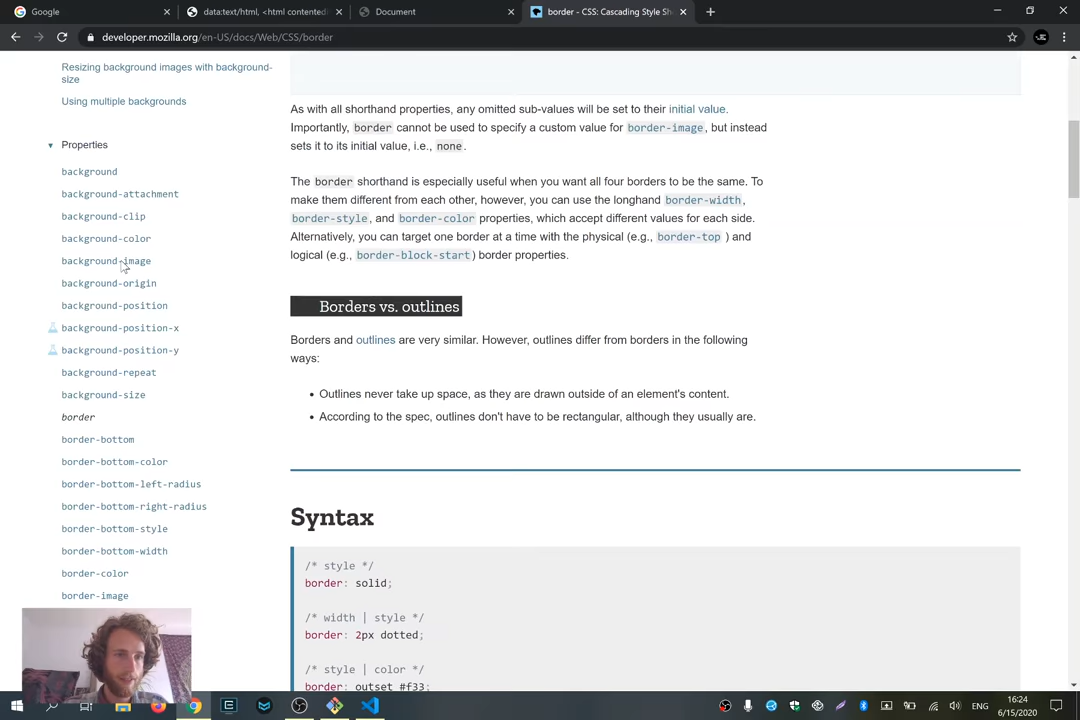 Google
data:text/html, <html contentedi
Document
border - CSS: Cascading Style Sh
developer.mozilla.org/en-US/docs/Web/CSS/border
Resizing background images with background-
size
Using multiple backgrounds
Properties
background
background-attachment
background-clip
background-color
background-image
background-origin
background-position
background-position-x
background-position-y
background-repeat
background-size
border
border-bottom
border-bottom-color
border-bottom-left-radius
border-bottom-right-radius
border-bottom-style
border-bottom-width
border-color
border-image
As with all shorthand properties, any omitted sub-values will be set to their initial value.
Importantly, border cannot be used to specify a custom value for border-image, but instead
sets it to its initial value, i.e., none.
The border shorthand is especially useful when you want all four borders to be the same. To
make them different from each other, however, you can use the longhand border-width,
border-style, and border-color properties, which accept different values for each side.
Alternatively, you can target one border at a time with the physical (e.g., border-top ) and
logical (e.g., border-block-start) border properties.
Borders vs. outlines
Borders and outlines are very similar. However, outlines differ from borders in the following
ways:
• Outlines never take up space, as they are drawn outside of an element's content.
• According to the spec, outlines don't have to be rectangular, although they usually are.
Syntax
/* style */
border: solid;
/* width | style */
border: 2px dotted;
/* style | color */
border: outset #f33;
ENG
16:24
6/15/2020